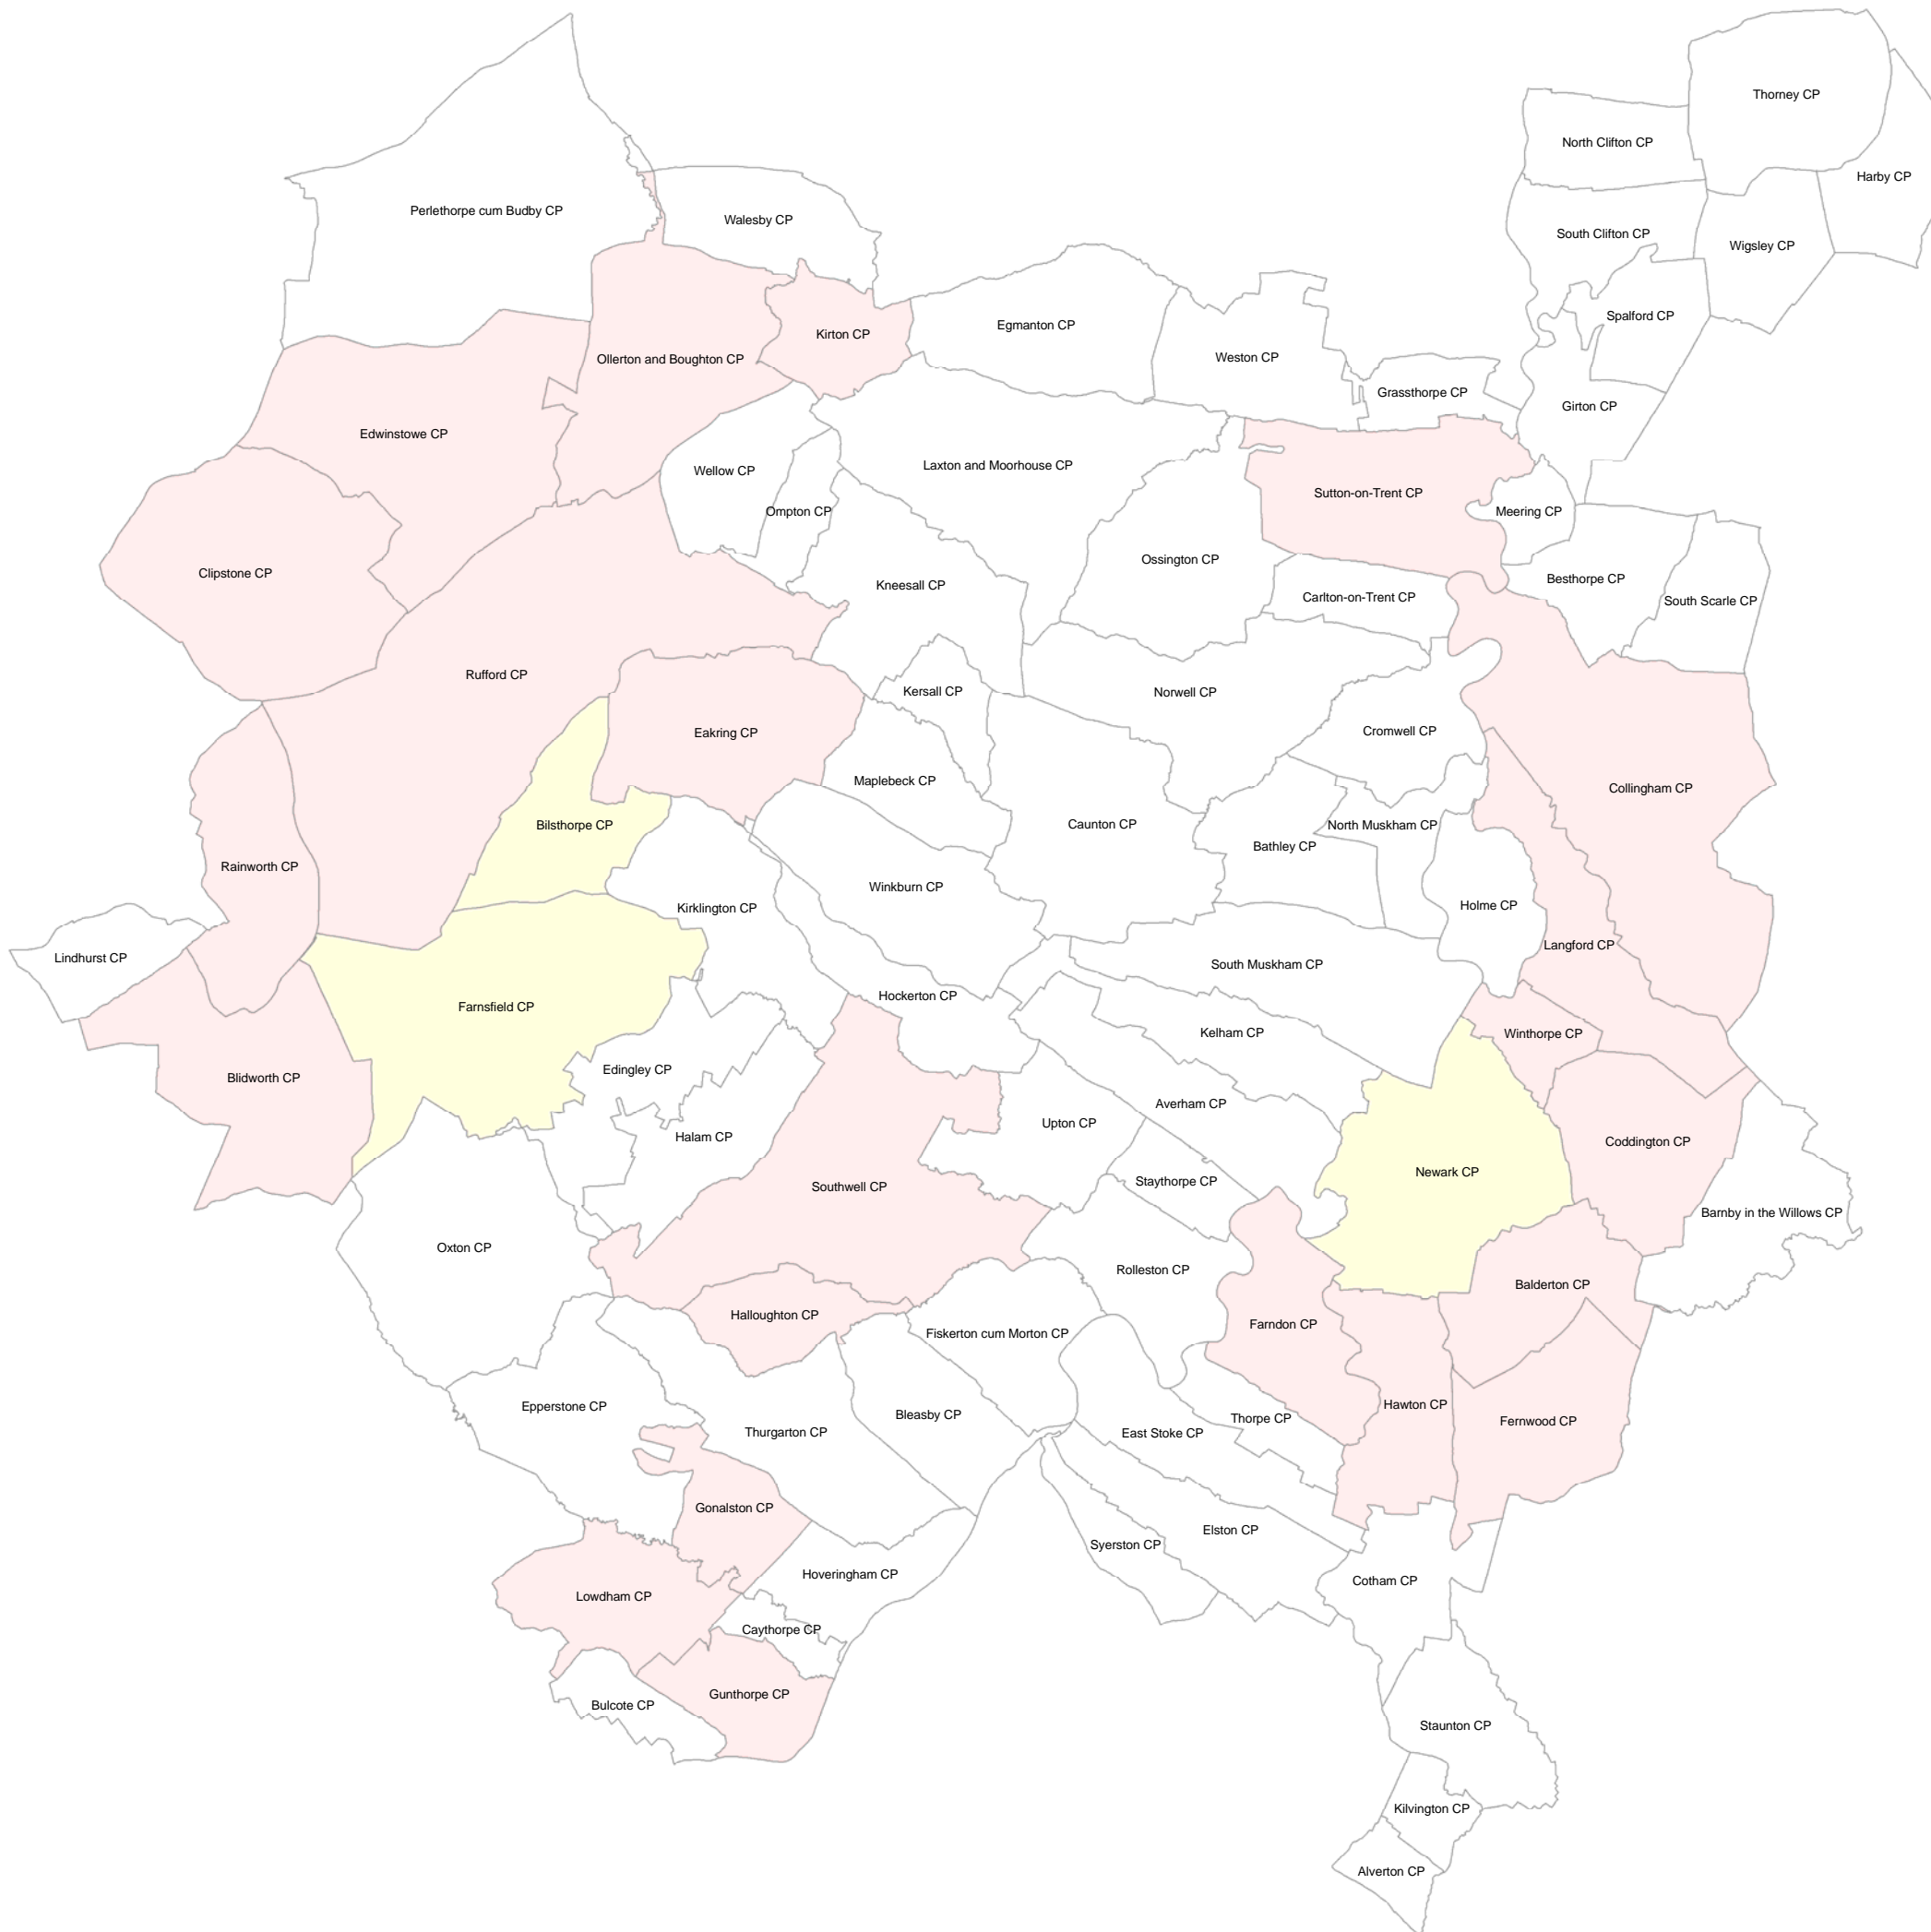 Thorney CP
North Clifton CP
Harby CP
Perlethorpe cum Budby CP
Walesby CP
South Clifton CP
Wigsley CP
Spalford CP
Egmanton CP
Kirton CP
Ollerton and Boughton CP
Weston CP
Grassthorpe CP
Girton CP
Edwinstowe CP
Laxton and Moorhouse CP
Wellow CP
Sutton-on-Trent CP
Ompton CP
Meering CP
Ossington CP
Clipstone CP
Besthorpe CP
Kneesall CP
Carlton-on-Trent CP
South Scarle CP
Rufford CP
Kersall CP
Norwell CP
Cromwell CP
Eakring CP
Maplebeck CP
Collingham CP
Bilsthorpe CP
Caunton CP
North Muskham CP
Bathley CP
Rainworth CP
Winkburn CP
Holme CP
Kirklington CP
Langford CP
Lindhurst CP
South Muskham CP
Hockerton CP
Farnsfield CP
Kelham CP
Winthorpe CP
Edingley CP
Blidworth CP
Averham CP
Upton CP
Halam CP
Coddington CP
Newark CP
Staythorpe CP
Southwell CP
Barnby in the Willows CP
Oxton CP
Rolleston CP
Balderton CP
Halloughton CP
Farndon CP
Fiskerton cum Morton CP
Epperstone CP
Hawton CP
Bleasby CP
Thorpe CP
Fernwood CP
Thurgarton CP
East Stoke CP
Gonalston CP
Elston CP
Syerston CP
Hoveringham CP
Cotham CP
Lowdham CP
Caythorpe CP
Gunthorpe CP
Bulcote CP
Staunton CP
Kilvington CP
Alverton CP